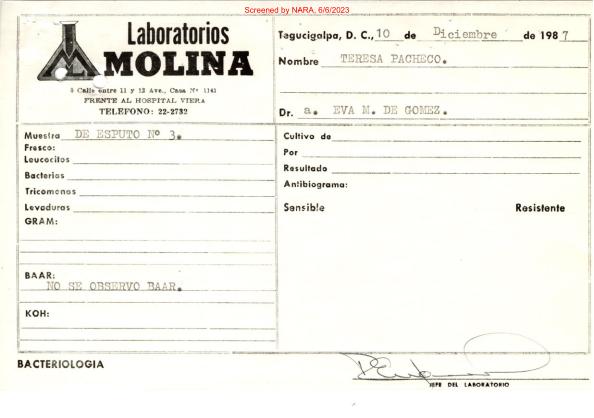 Screened by NARA, 6/6/2023
Laboratorios
MOLINA
8 Calle entre 11 y 12 Ave., Casa Nº 1141
FRENTE AL HOSPITAL VIERA
TELEFONO: 22-2732
Tegucigalpa, D. C., 10 de Diciembre de 1987
Nombre TERESA PACHECO.
Dr. a. EVA M. DE GOMEZ.
Muestra DE ESPUTO Nº 3.
Fresco:
Leucocitos
Bacterias
Tricomonas
Levaduras
GRAM:
BAAR:
NO SE OBSERVO BAAR.
KOH:
Cultivo de
Por
Resultado
Antibiograma:
Sensible Resistente
BACTERIOLOGIA
JEFE DEL LABORATORIO